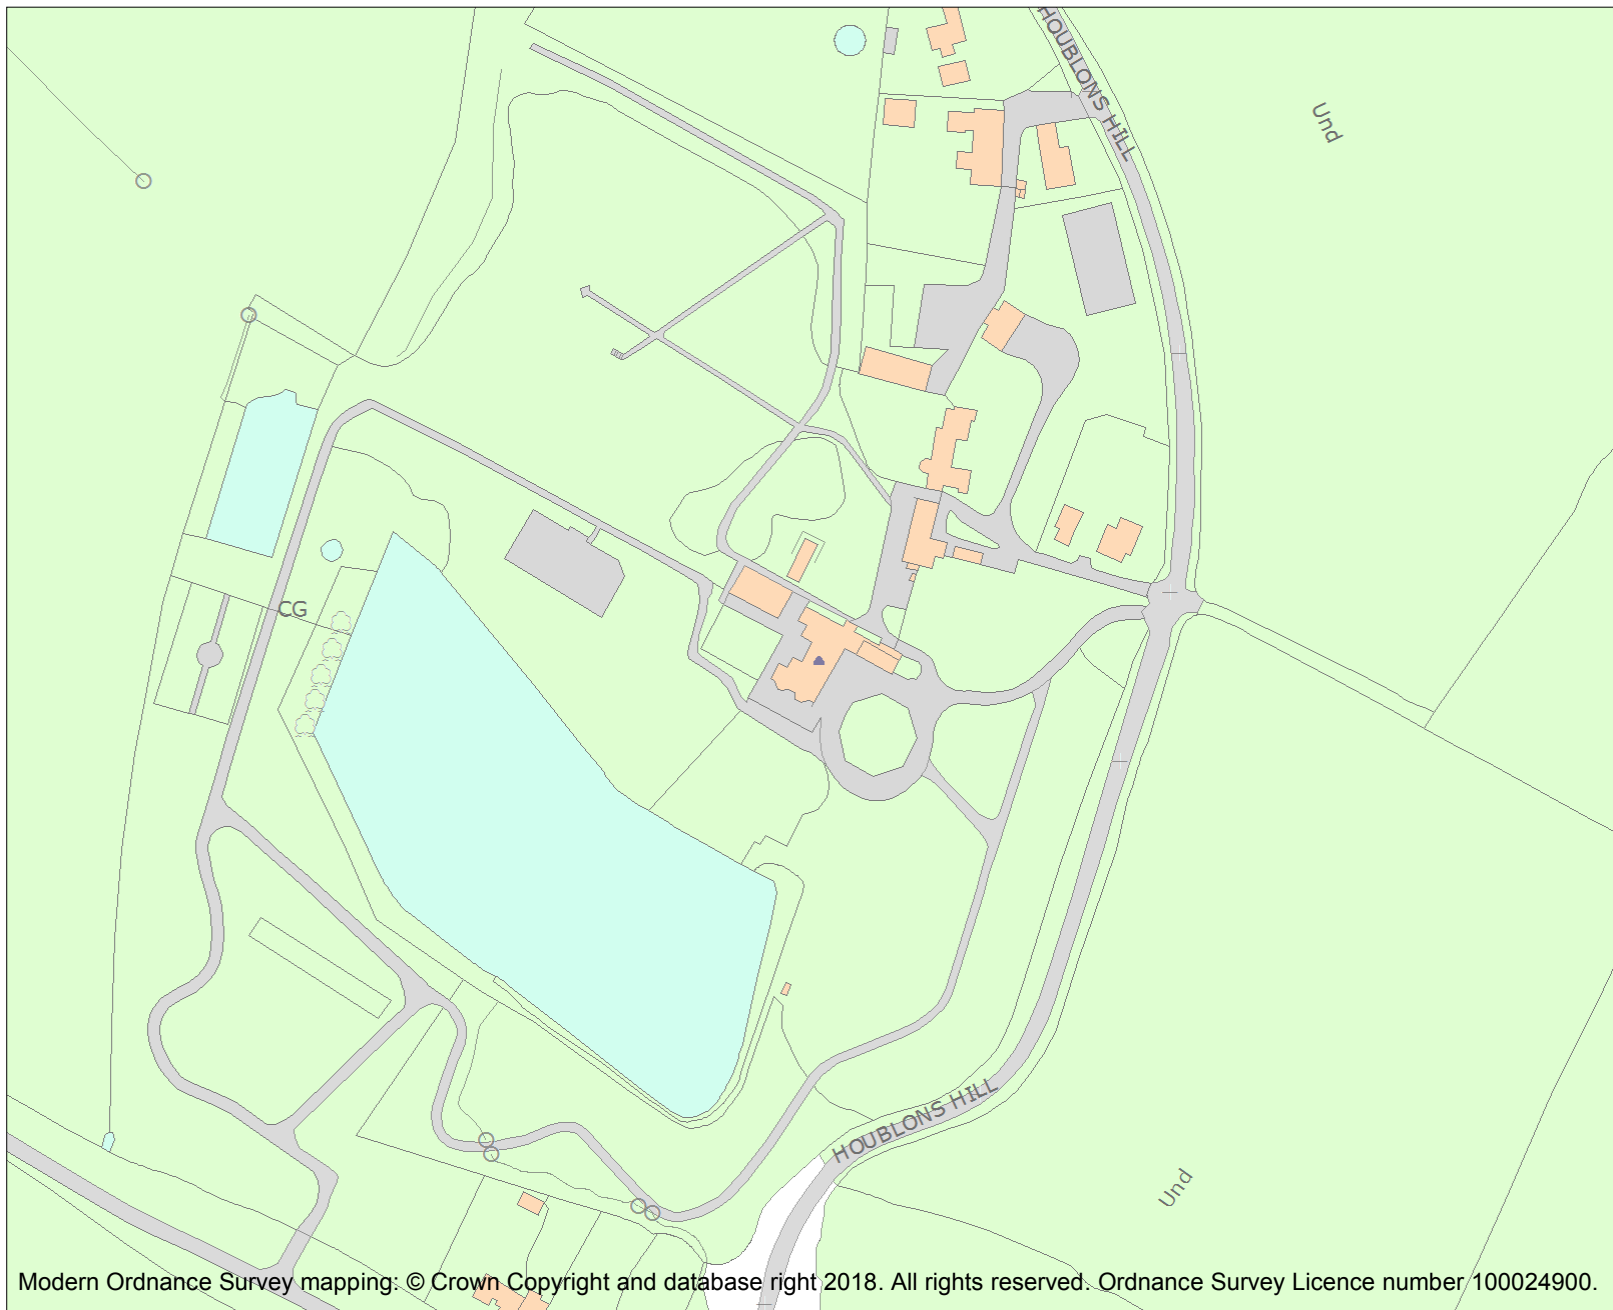 HOUBLONS HILL
Und
CG
HOUBLONS HILL
Und
Modern Ordnance Survey mapping: © Crown Copyright and database right 2018. All rights reserved. Ordnance Survey Licence number 100024900.